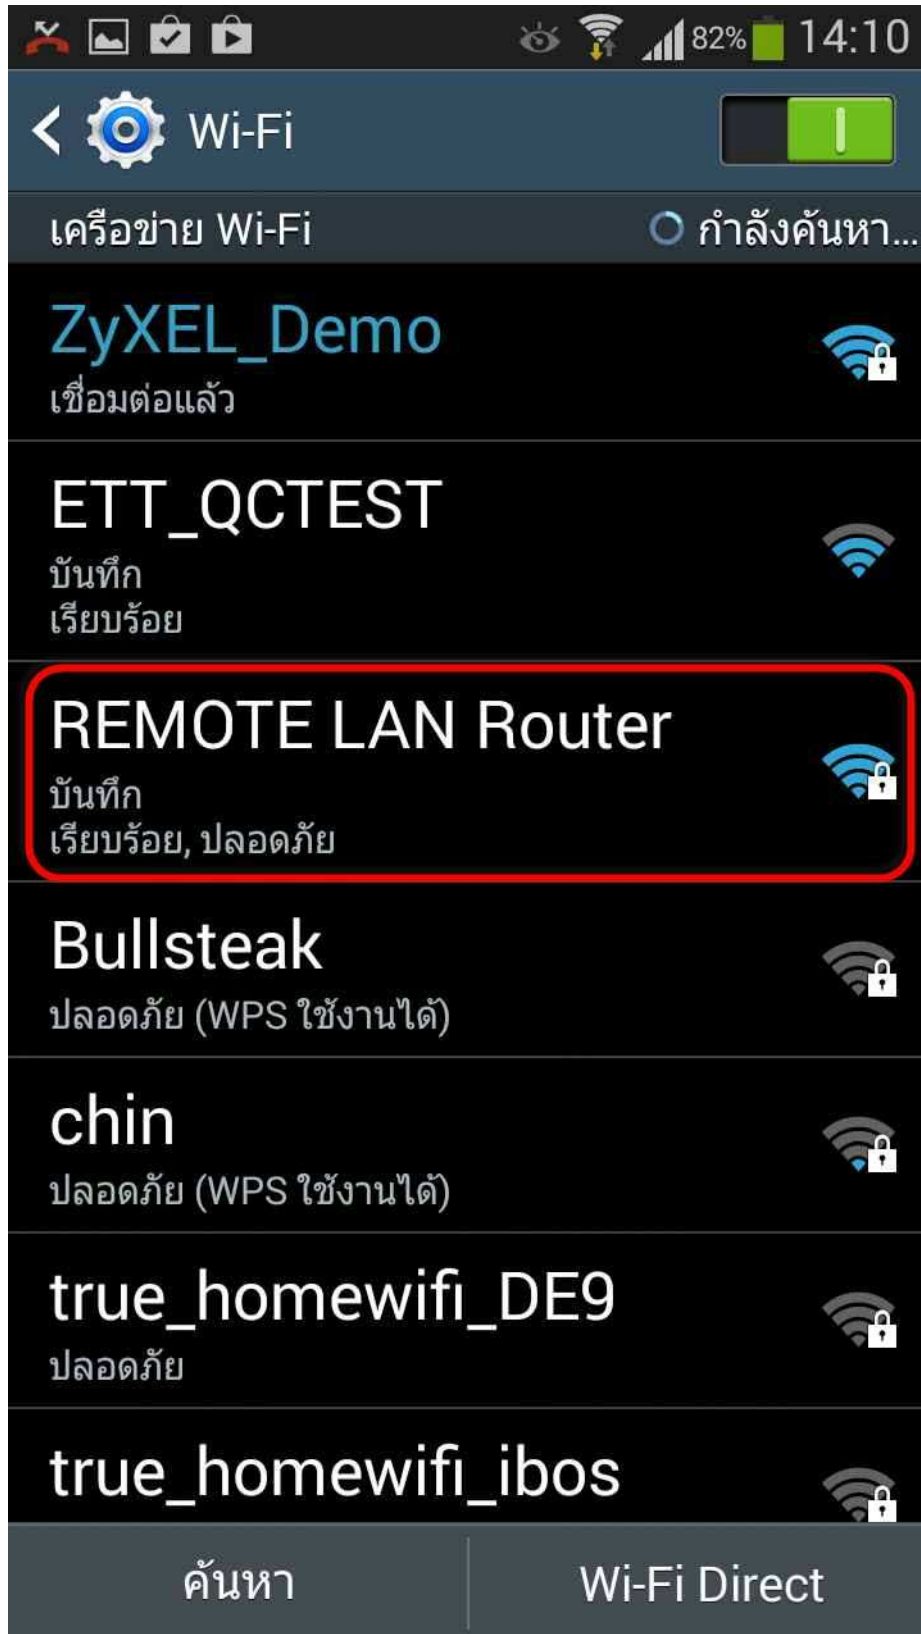 82% 14:10
Wi-Fi
เครือข่าย Wi-Fi กำลังค้นหา...
ZyXEL_Demo
เชื่อมต่อแล้ว
ETT_QCTEST
บันทึก
เรียบร้อย
REMOTE LAN Router
บันทึก
เรียบร้อย, ปลอดภัย
Bullsteak
ปลอดภัย (WPS ใช้งานได้)
chin
ปลอดภัย (WPS ใช้งานได้)
true_homewifi_DE9
ปลอดภัย
true_homewifi_ibos
ค้นหา Wi-Fi Direct